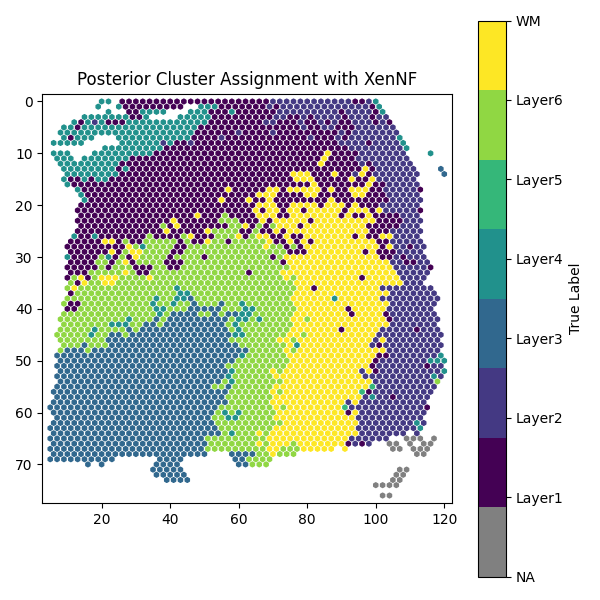 Posterior Cluster Assignment with XenNF
0
10
20
30
40
50
60
70
20
40
60
80
100
120
WM
Layer6
Layer5
Layer4
Layer3
Layer2
Layer1
NA
True Label